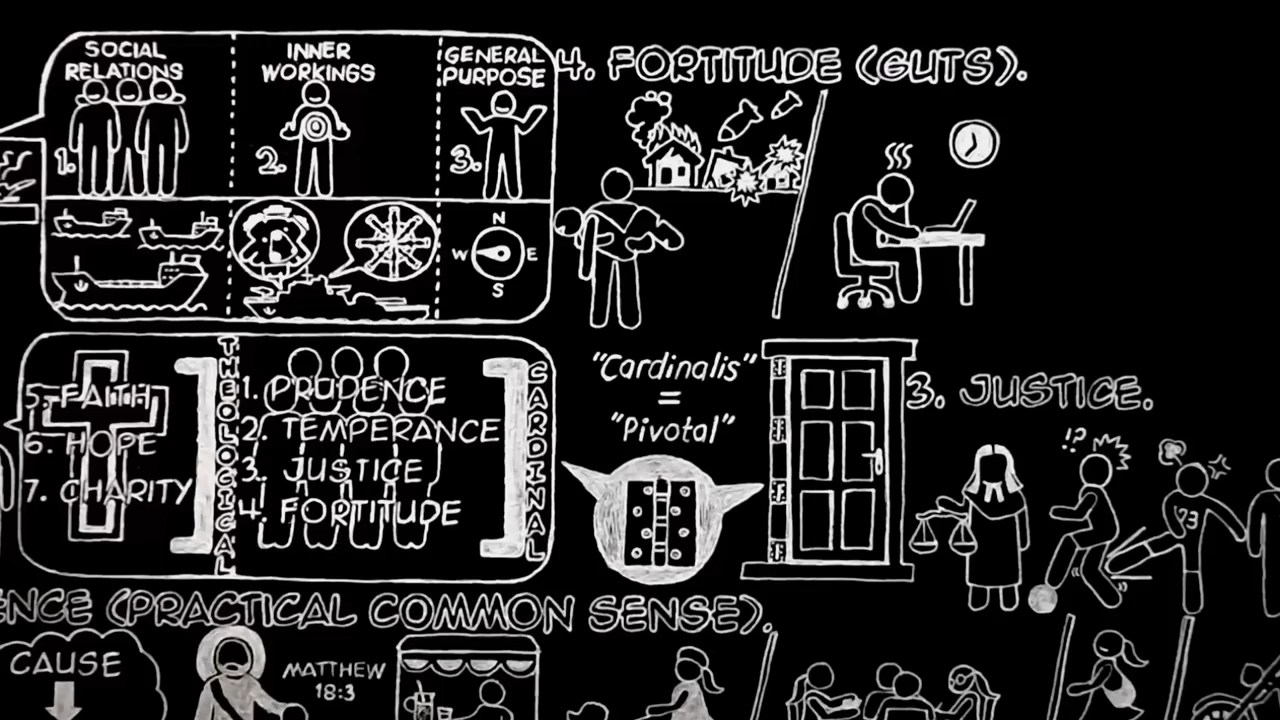 SOCIAL
RELATIONS
1.
INNER
WORKINGS
2.
GENERAL
PURPOSE
3.
N
W E
S
4. FORTITUDE (GUTS).
5. FAITH
6. HOPE
7. CHARITY
THEOLOGICAL
1. PRUDENCE
2. TEMPERANCE
3. JUSTICE
4. FORTITUDE
CARDINAL
"Cardinalis"
=
"Pivotal"
3. JUSTICE.
!?
73
ENCE (PRACTICAL COMMON SENSE).
CAUSE
MATTHEW
18:3